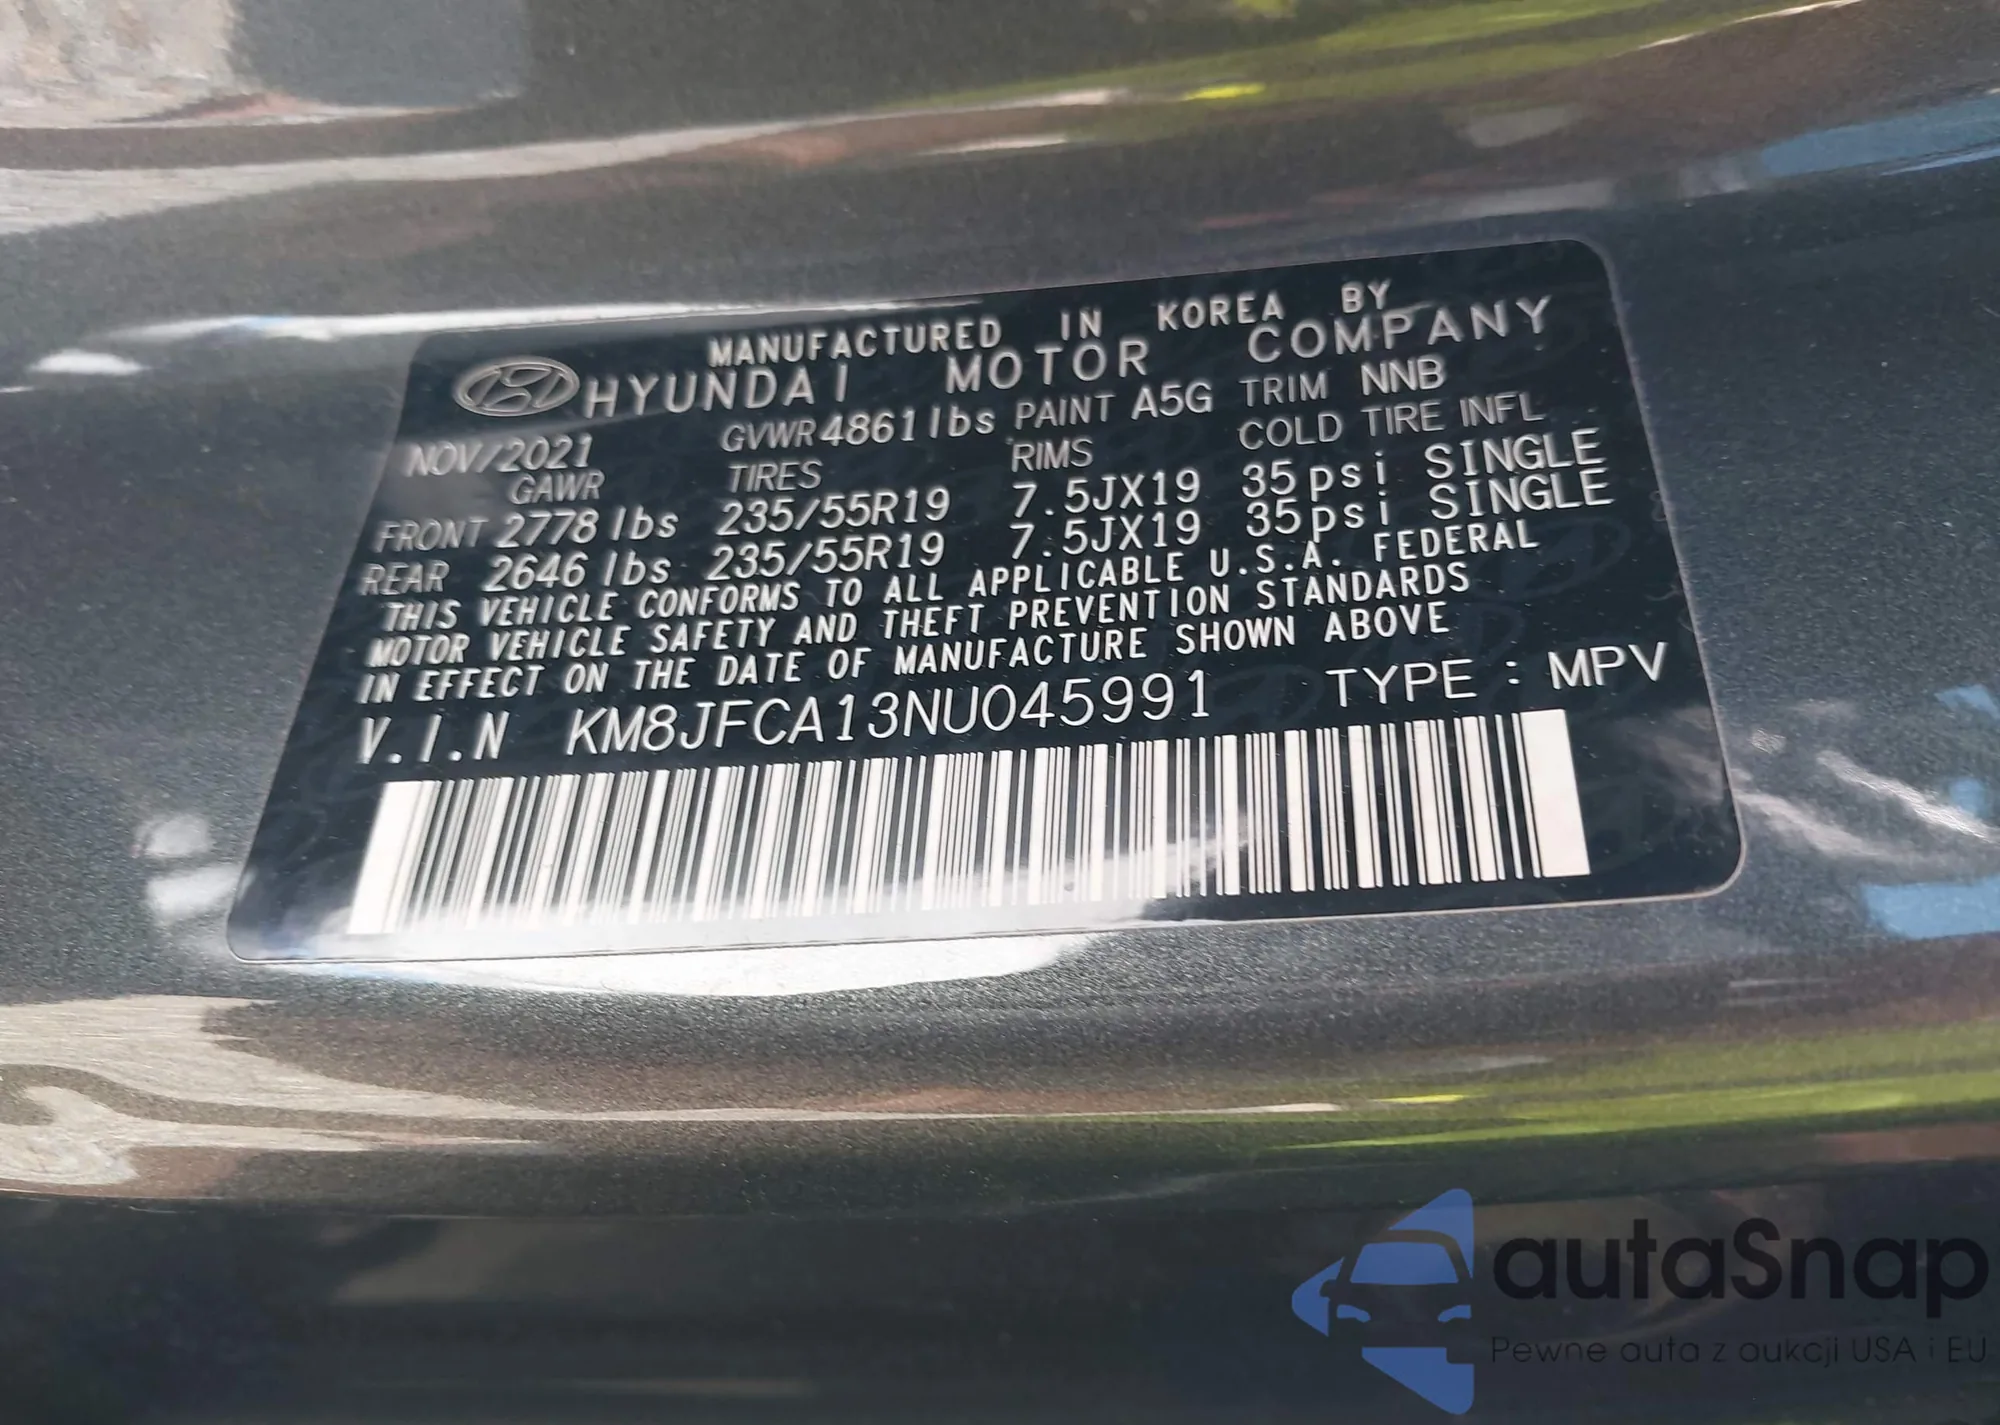 MANUFACTURED IN KOREA BY
HYUNDAI MOTOR COMPANY
NOV/2021 GVWR 4861 lbs PAINT A5G TRIM NNB
GAWR TIRES RIMS COLD TIRE INFL
FRONT 2778 lbs 235/55R19 7.5JX19 35psi SINGLE
REAR 2646 lbs 235/55R19 7.5JX19 35psi SINGLE
THIS VEHICLE CONFORMS TO ALL APPLICABLE U.S.A. FEDERAL
MOTOR VEHICLE SAFETY AND THEFT PREVENTION STANDARDS
IN EFFECT ON THE DATE OF MANUFACTURE SHOWN ABOVE
V.I.N KM8JFCA13NU045991 TYPE : MPV
autaSnap
Pewne auta z aukcji USA i EU